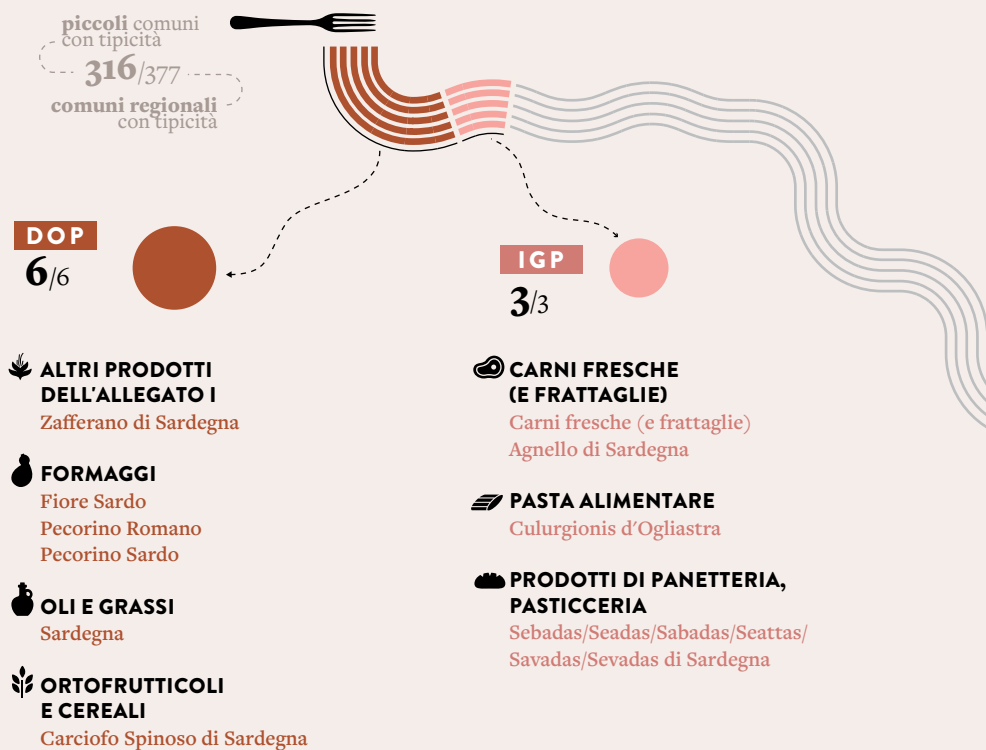 piccoli comuni
con tipicità
316/377
comuni regionali
con tipicità
DOP
6/6
ALTRI PRODOTTI
DELL'ALLEGATO I
Zafferano di Sardegna
FORMAGGI
Fiore Sardo
Pecorino Romano
Pecorino Sardo
OLI E GRASSI
Sardegna
ORTOFRUTTICOLI
E CEREALI
Carciofo Spinoso di Sardegna
IGP
3/3
CARNI FRESCHE
(E FRATTAGLIE)
Carni fresche (e frattaglie)
Agnello di Sardegna
PASTA ALIMENTARE
Culurgionis d'Ogliastra
PRODOTTI DI PANETTERIA,
PASTICCERIA
Sebadas/Seadas/Sabadas/Seattas/
Savadas/Sevadas di Sardegna